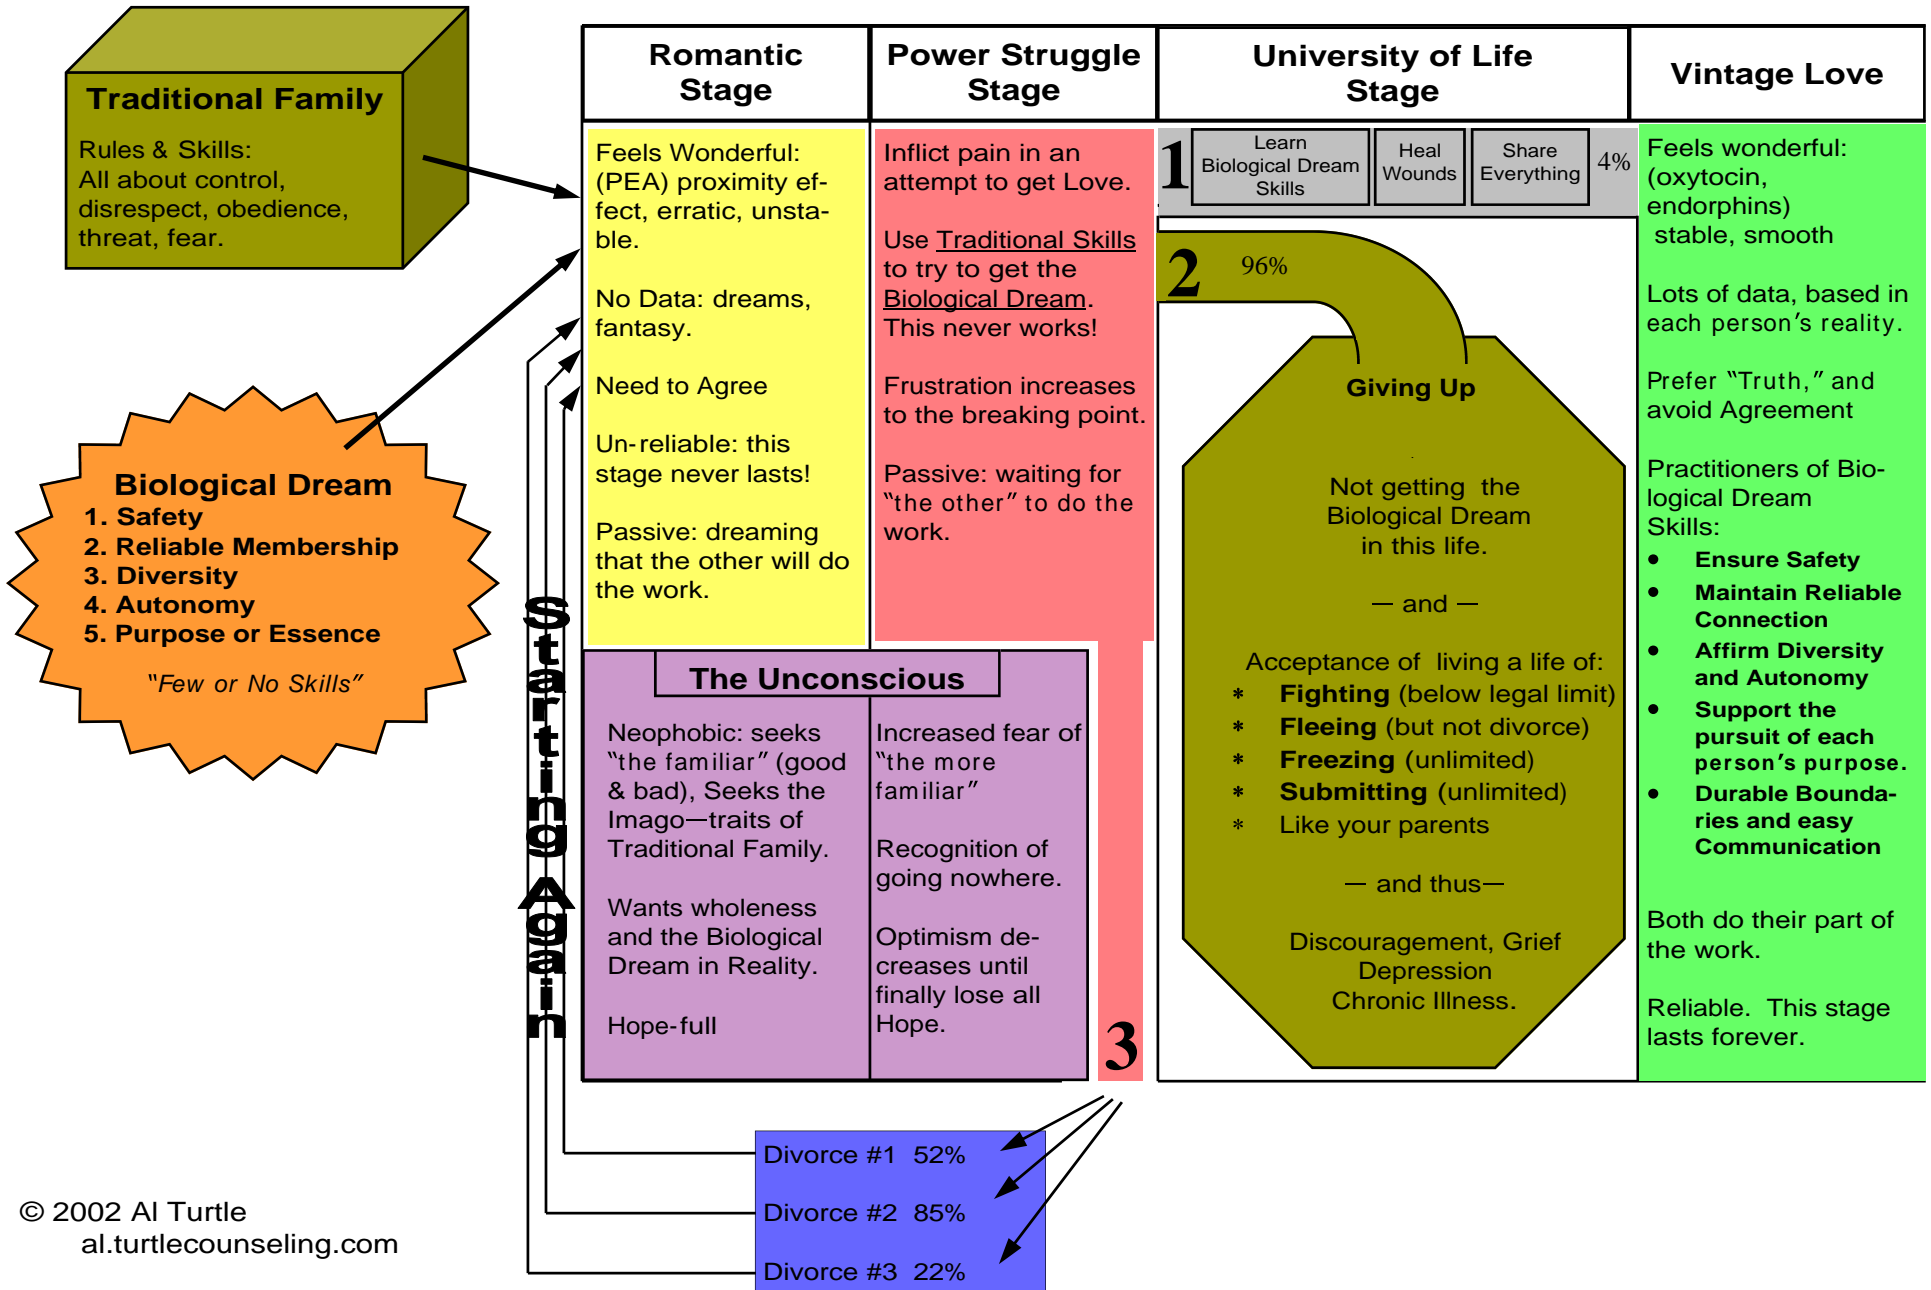 Traditional Family
Rules & Skills:
All about control,
disrespect, obedience,
threat, fear.
Biological Dream
1. Safety
2. Reliable Membership
3. Diversity
4. Autonomy
5. Purpose or Essence
“Few or No Skills”
Starting Again
Romantic
Stage
Feels Wonderful:
(PEA) proximity ef-
fect, erratic, unsta-
ble.
No Data: dreams,
fantasy.
Need to Agree
Un-reliable: this
stage never lasts!
Passive: dreaming
that the other will do
the work.
Power Struggle
Stage
Inflict pain in an
attempt to get Love.
Use Traditional Skills
to try to get the
Biological Dream.
This never works!
Frustration increases
to the breaking point.
Passive: waiting for
“the other” to do the
work.
The Unconscious
Neophobic: seeks
“the familiar” (good
& bad), Seeks the
Imago—traits of
Traditional Family.
Wants wholeness
and the Biological
Dream in Reality.
Hope-full
Increased fear of
“the more
familiar”
Recognition of
going nowhere.
Optimism de-
creases until
finally lose all
Hope.
3
University of Life
Stage
1
Learn
Biological Dream
Skills
Heal
Wounds
Share
Everything
4%
2
96%
Giving Up
Not getting the
Biological Dream
in this life.
— and —
Acceptance of living a life of:
* Fighting (below legal limit)
* Fleeing (but not divorce)
* Freezing (unlimited)
* Submitting (unlimited)
* Like your parents
— and thus—
Discouragement, Grief
Depression
Chronic Illness.
Vintage Love
Feels wonderful:
(oxytocin,
endorphins)
stable, smooth
Lots of data, based in
each person’s reality.
Prefer “Truth,” and
avoid Agreement
Practitioners of Bio-
logical Dream
Skills:
• Ensure Safety
• Maintain Reliable
Connection
• Affirm Diversity
and Autonomy
• Support the
pursuit of each
person’s purpose.
• Durable Bounda-
ries and easy
Communication
Both do their part of
the work.
Reliable. This stage
lasts forever.
Divorce #1 52%
Divorce #2 85%
Divorce #3 22%
© 2002 Al Turtle
al.turtlecounseling.com